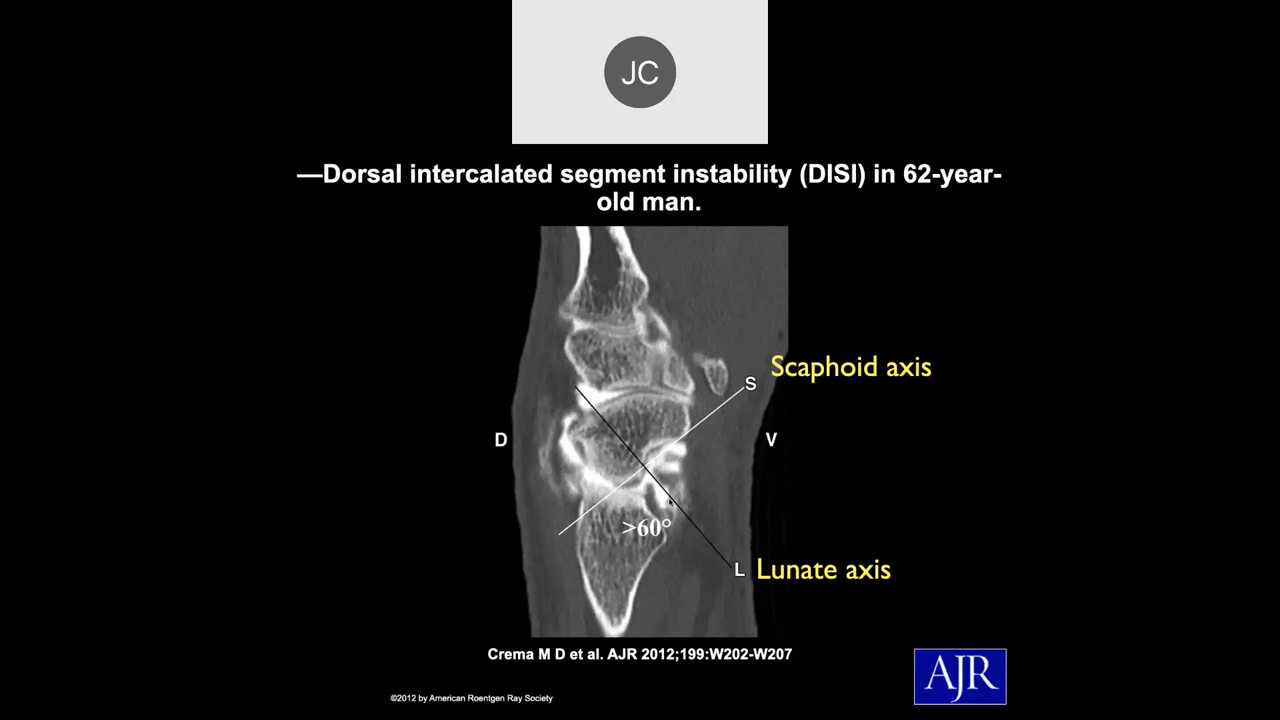 JC
—Dorsal intercalated segment instability (DISI) in 62-year-
old man.
Scaphoid axis
S
D
V
>60°
L
Lunate axis
Crema M D et al. AJR 2012;199:W202-W207
©2012 by American Roentgen Ray Society
AJR